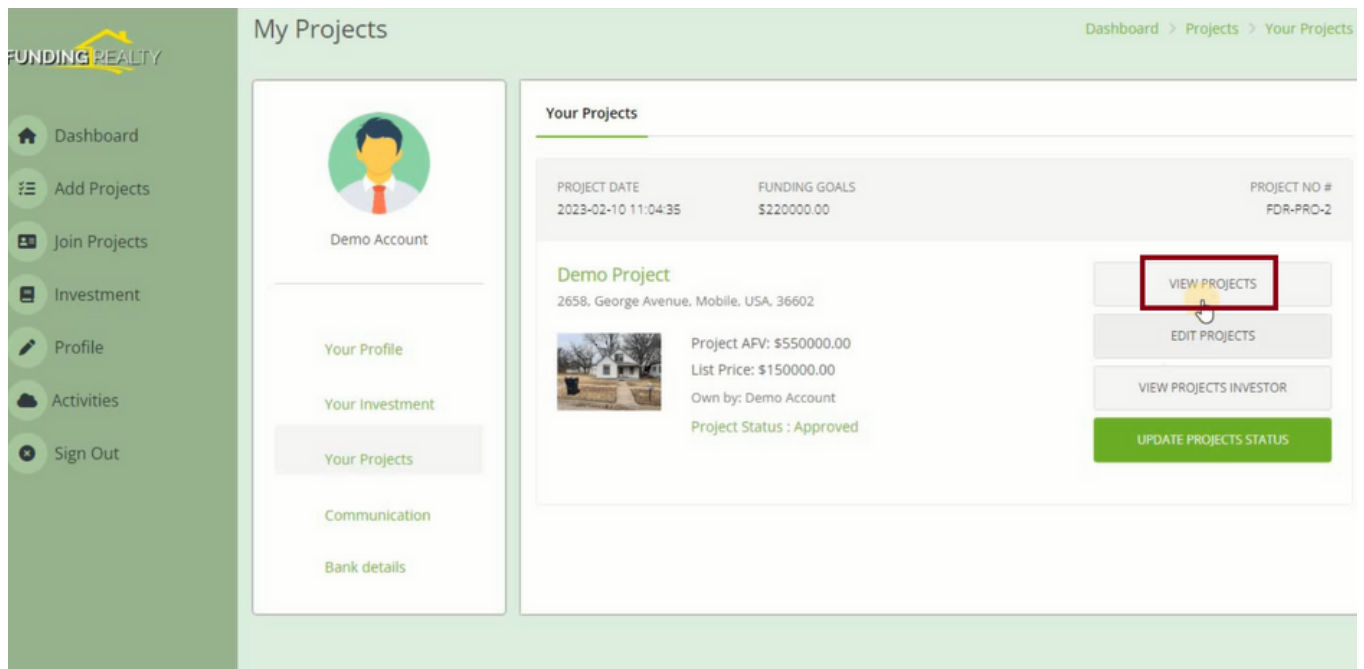 FUNDING REALTY
My Projects
Dashboard > Projects > Your Projects
Dashboard
Add Projects
Join Projects
Investment
Profile
Activities
Sign Out
Demo Account
Your Profile
Your Investment
Your Projects
Communication
Bank details
Your Projects
PROJECT DATE
2023-02-10 11:04:35
FUNDING GOALS
$220000.00
PROJECT NO #
FDR-PRO-2
Demo Project
2658, George Avenue, Mobile, USA, 36602
Project AFV: $550000.00
List Price: $150000.00
Own by: Demo Account
Project Status : Approved
VIEW PROJECTS
EDIT PROJECTS
VIEW PROJECTS INVESTOR
UPDATE PROJECTS STATUS